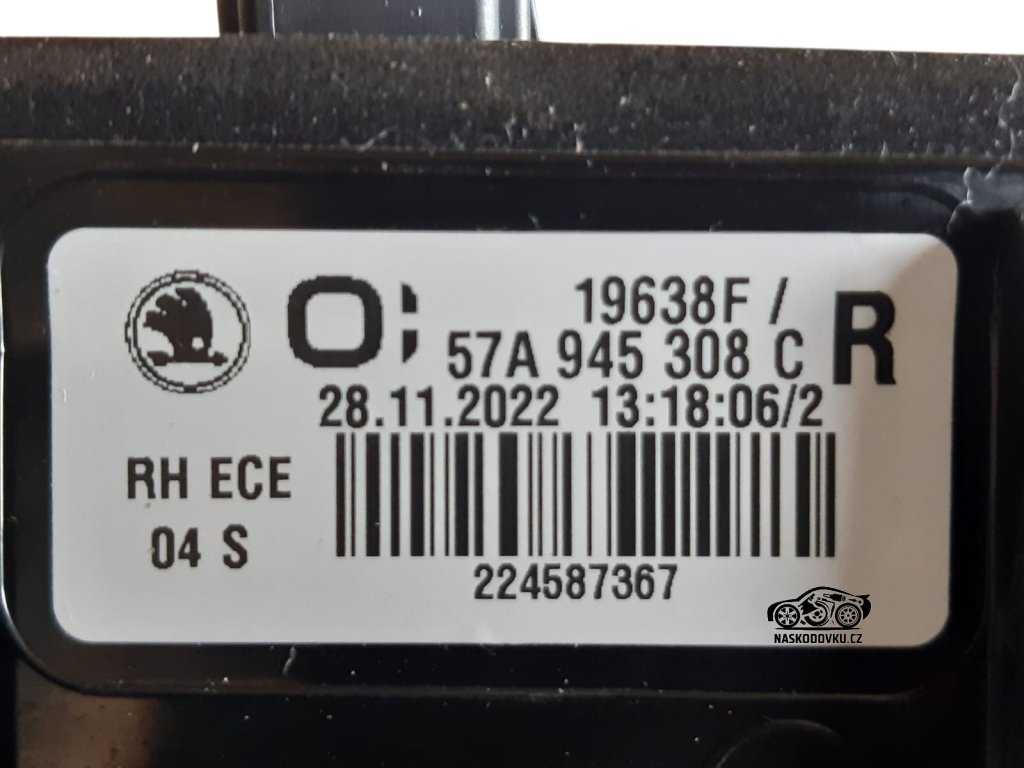 19638F /
57A 945 308 C R
28.11.2022 13:18:06/2
RH ECE
04 S
224587367
NASKODOVKU.CZ